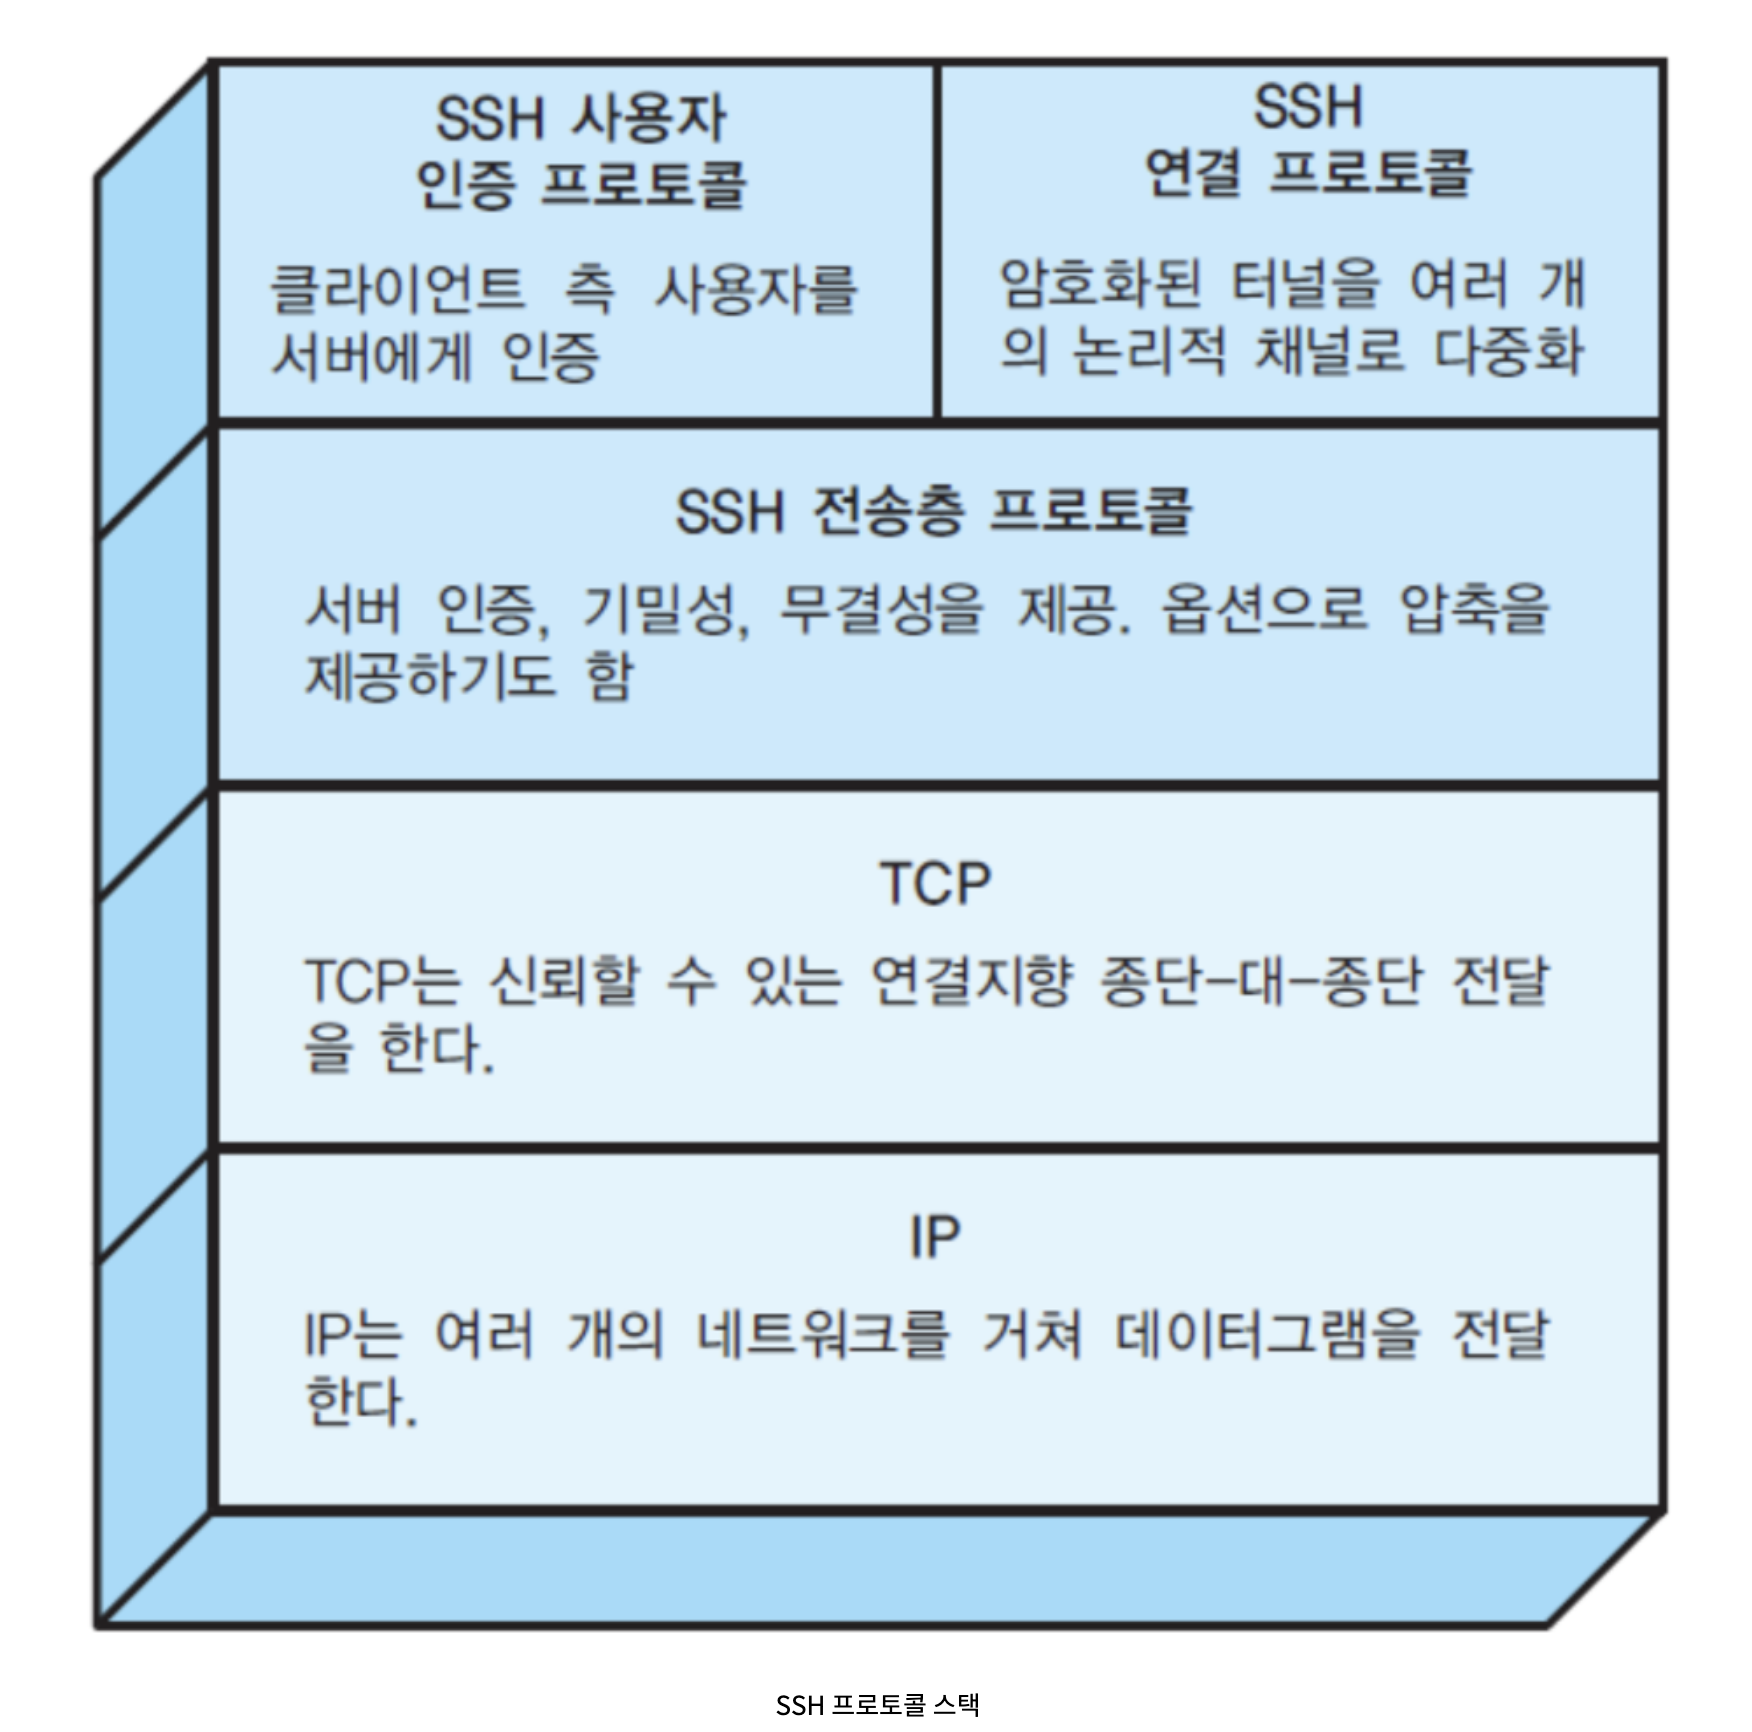 SSH 사용자
인증 프로토콜
클라이언트 측 사용자를
서버에게 인증
SSH
연결 프로토콜
암호화된 터널을 여러 개
의 논리적 채널로 다중화
SSH 전송층 프로토콜
서버 인증, 기밀성, 무결성을 제공. 옵션으로 압축을
제공하기도 함
TCP
TCP는 신뢰할 수 있는 연결지향 종단-대-종단 전달
을 한다.
IP
IP는 여러 개의 네트워크를 거쳐 데이터그램을 전달
한다.
SSH 프로토콜 스택